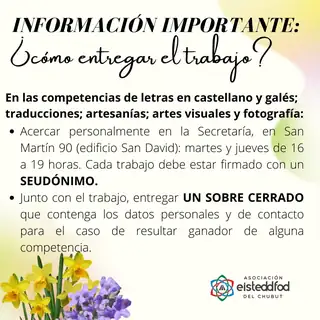 INFORMACIÓN IMPORTANTE:
¿cómo entregar el trabajo?
En las competencias de letras en castellano y galés;
traducciones; artesanías; artes visuales y fotografía:
• Acercar personalmente en la Secretaría, en San
Martín 90 (edificio San David): martes y jueves de 16
a 19 horas. Cada trabajo debe estar firmado con un
SEUDÓNIMO.
• Junto con el trabajo, entregar UN SOBRE CERRADO
que contenga los datos personales y de contacto
para el caso de resultar ganador de alguna
competencia.
ASOCIACIÓN
eisteddfod
DEL CHUBUT